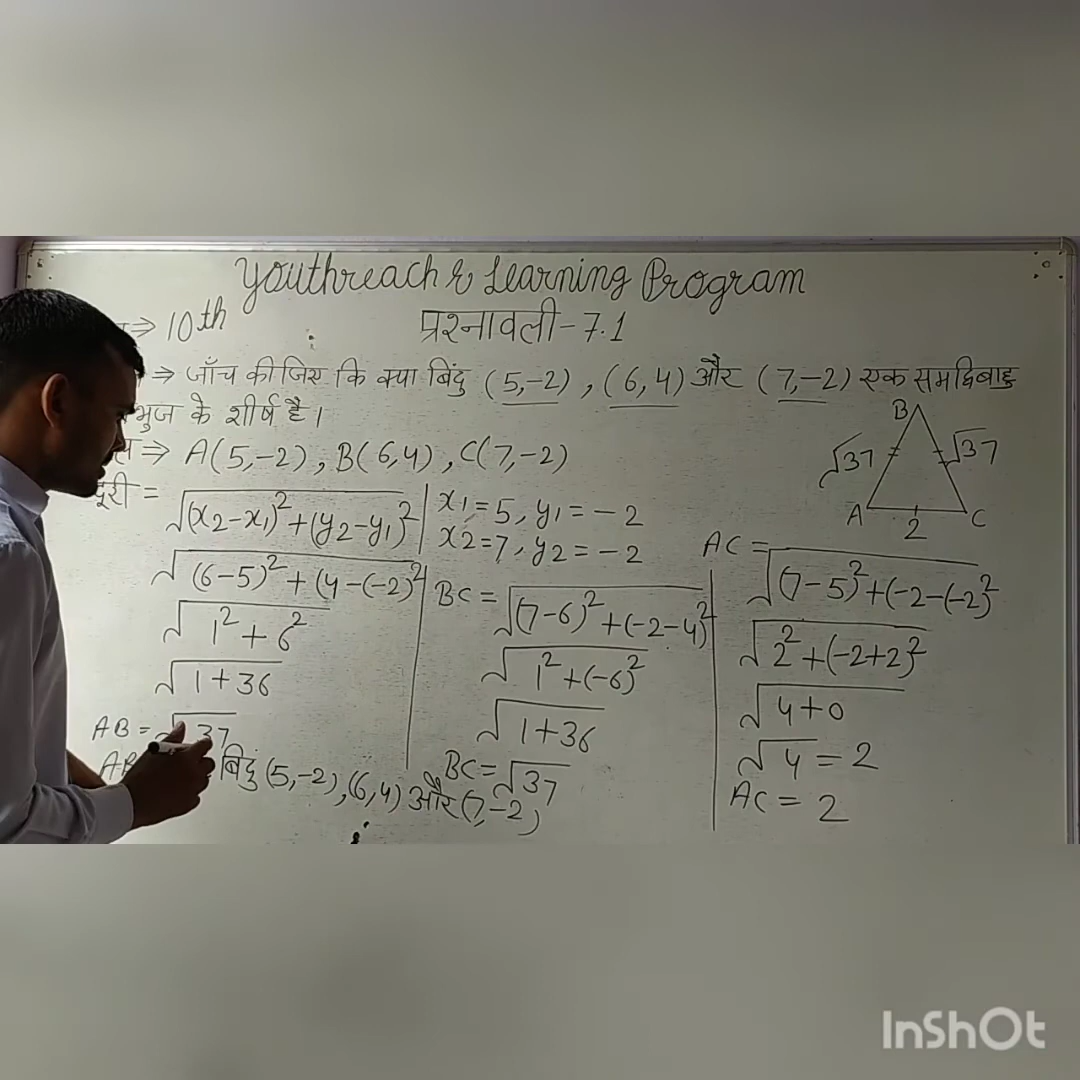 Youthreach & Learning Program
⇒ 10th
प्रश्नावली - 7.1
⇒ जाँच कीजिए कि क्या बिंदु (5,-2), (6,4) और (7,-2) एक समद्विबाहु
भुज के शीर्ष है।
⇒ A(5,-2), B(6,4), C(7,-2)
दूरी = √(x2-x1)²+(y2-y1)²
√(6-5)²+(4-(-2)²
√1²+6²
√1+36
AB = √37
x1=5, y1=-2
x2=7, y2=-2
BC = √(7-6)²+(-2-4)²
√1²+(-6)²
√1+36
BC = √37
B
√37 √37
A 2 C
AC = √(7-5)²+(-2-(-2)²
√2²+(-2+2)²
√4+0
√4 = 2
AC = 2
बिंदु (5,-2), (6,4) और (7,-2)
InShOt